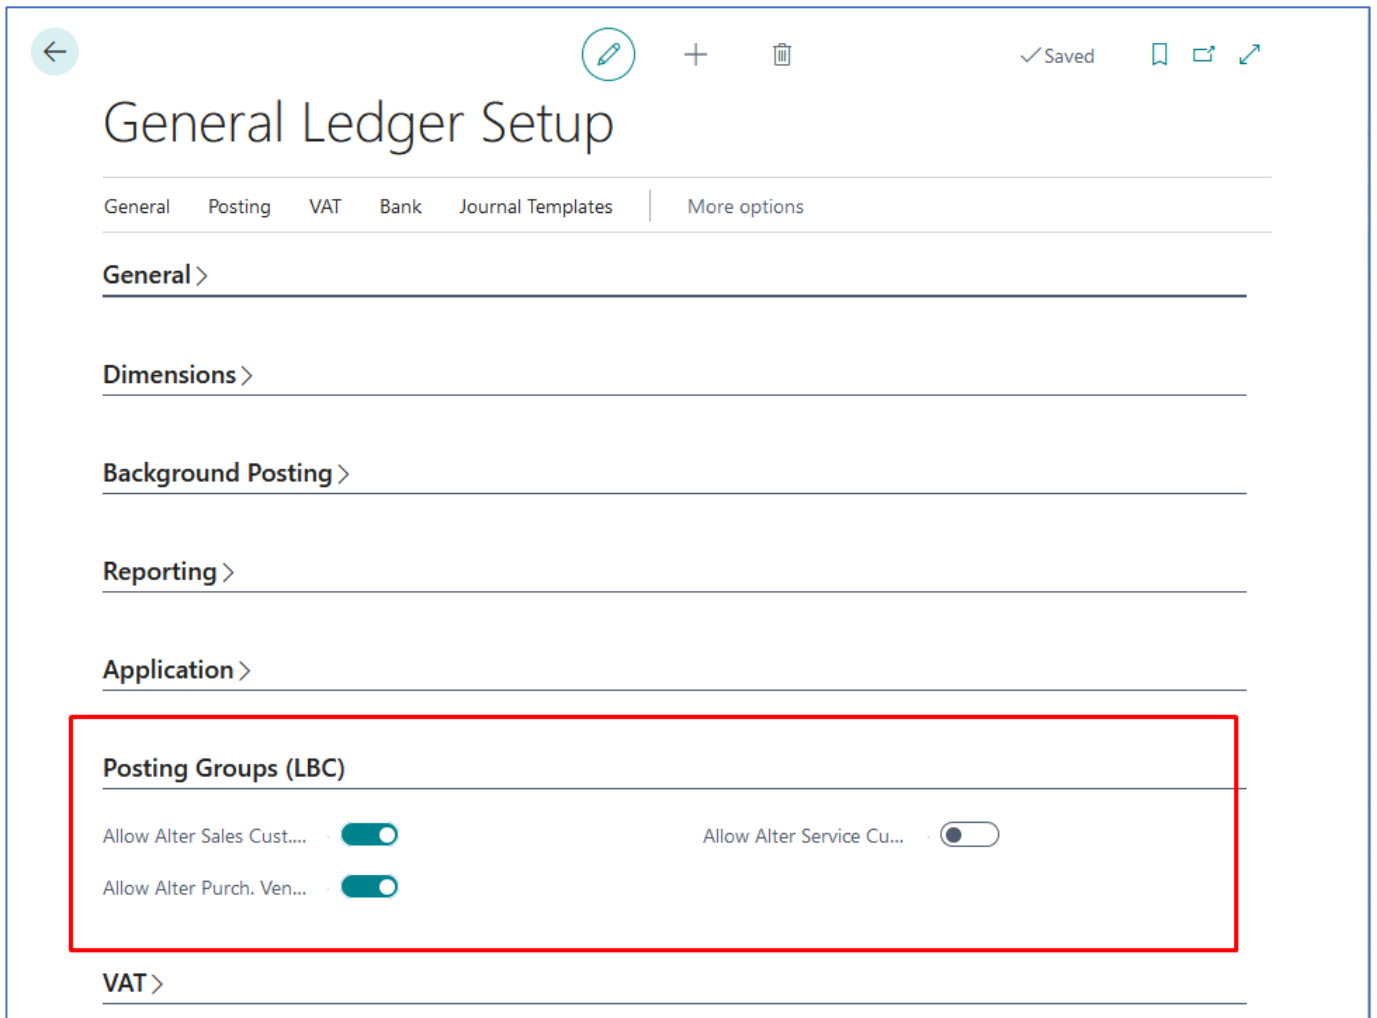 Saved
General Ledger Setup
General Posting VAT Bank Journal Templates More options
General
Dimensions
Background Posting
Reporting
Application
Posting Groups (LBC)
Allow Alter Sales Cust.... Allow Alter Service Cu...
Allow Alter Purch. Ven...
VAT